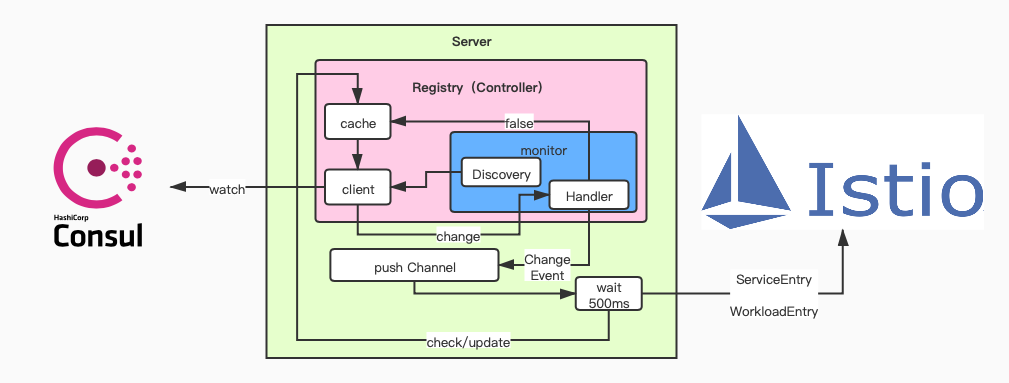 Server
Registry（Controller）
cache
false
monitor
Discovery
client
Handler
watch
HashiCorp
Consul
Istio
change
push Channel
Change
Event
wait
500ms
ServiceEntry
WorkloadEntry
check/update